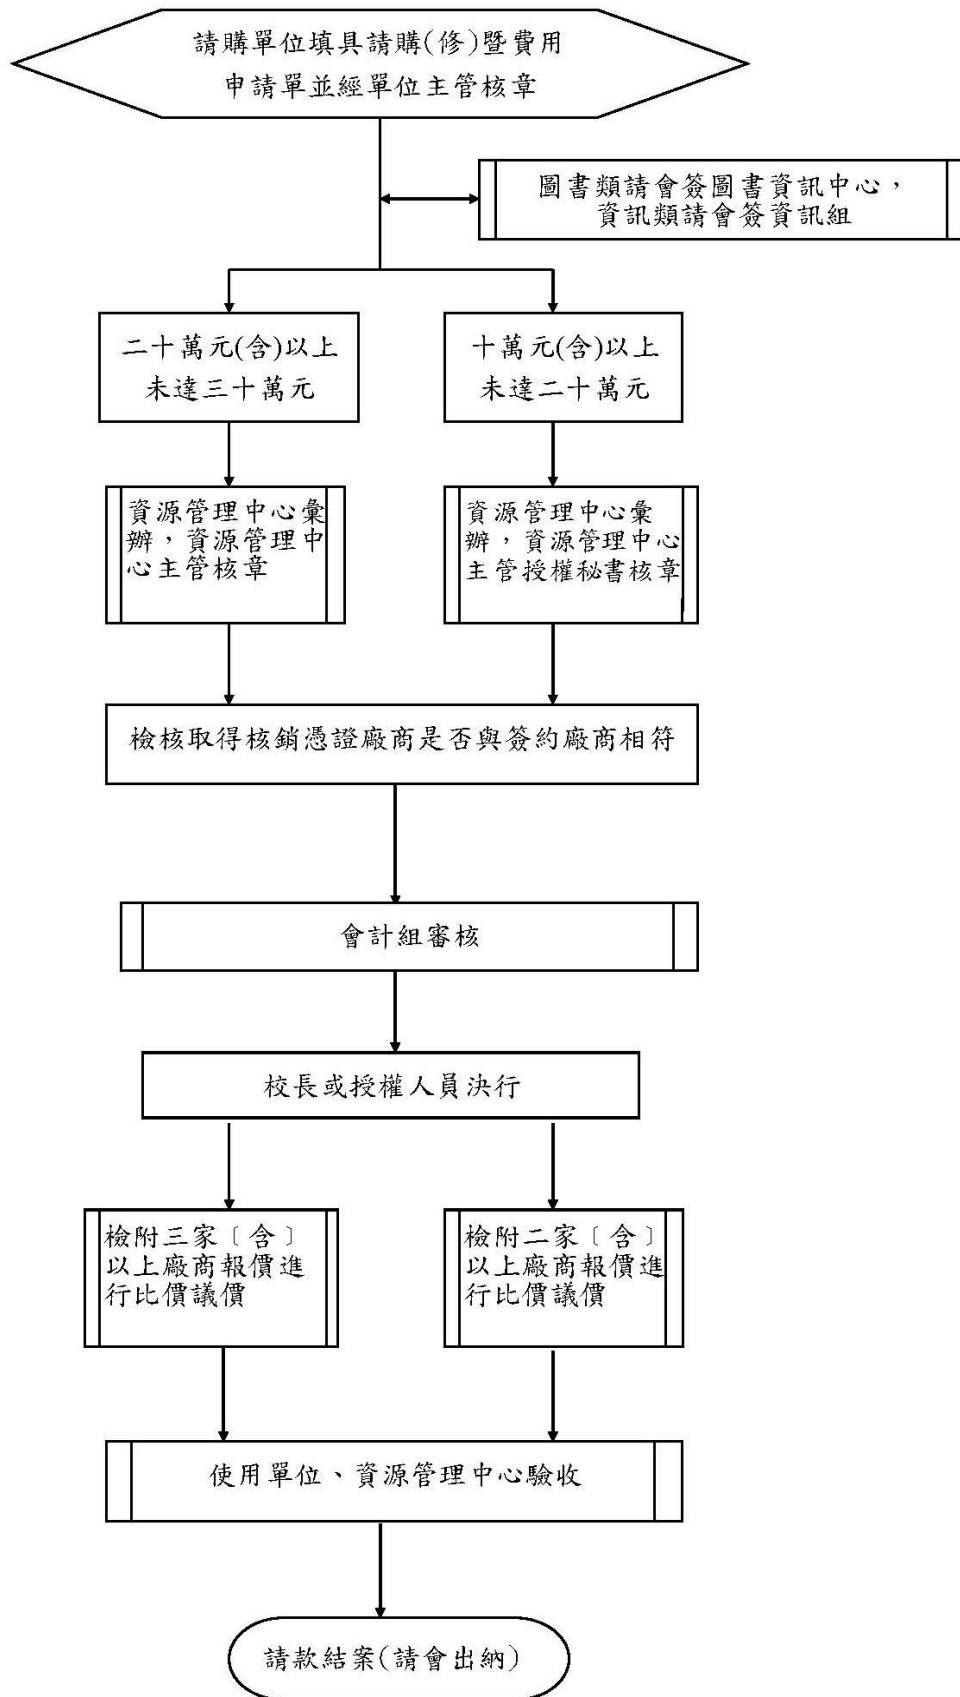 請購單位填具請購(修)暨費用
申請單並經單位主管核章
圖書類請會簽圖書資訊中心，
資訊類請會簽資訊組
二十萬元(含)以上
未達三十萬元
十萬元(含)以上
未達二十萬元
資源管理中心彙
辦，資源管理中
心主管核章
資源管理中心彙
辦，資源管理中心
主管授權秘書核章
檢核取得核銷憑證廠商是否與簽約廠商相符
會計組審核
校長或授權人員決行
檢附三家﹝含﹞
以上廠商報價進
行比價議價
檢附二家﹝含﹞
以上廠商報價進
行比價議價
使用單位、資源管理中心驗收
請款結案(請會出納)